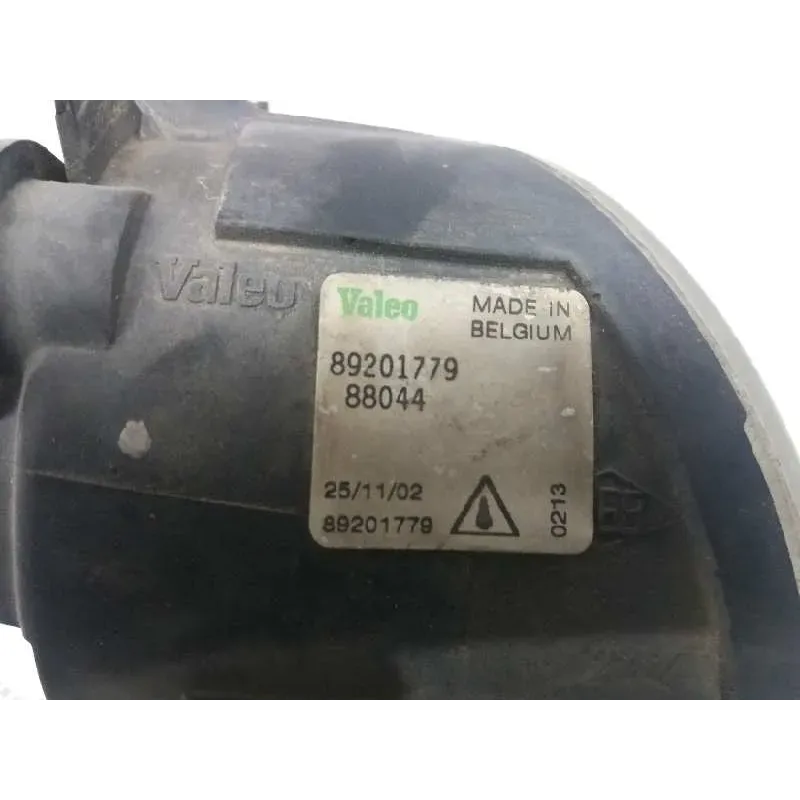 Valeo
Valeo
MADE IN
BELGIUM
89201779
88044
25/11/02
89201779
0213